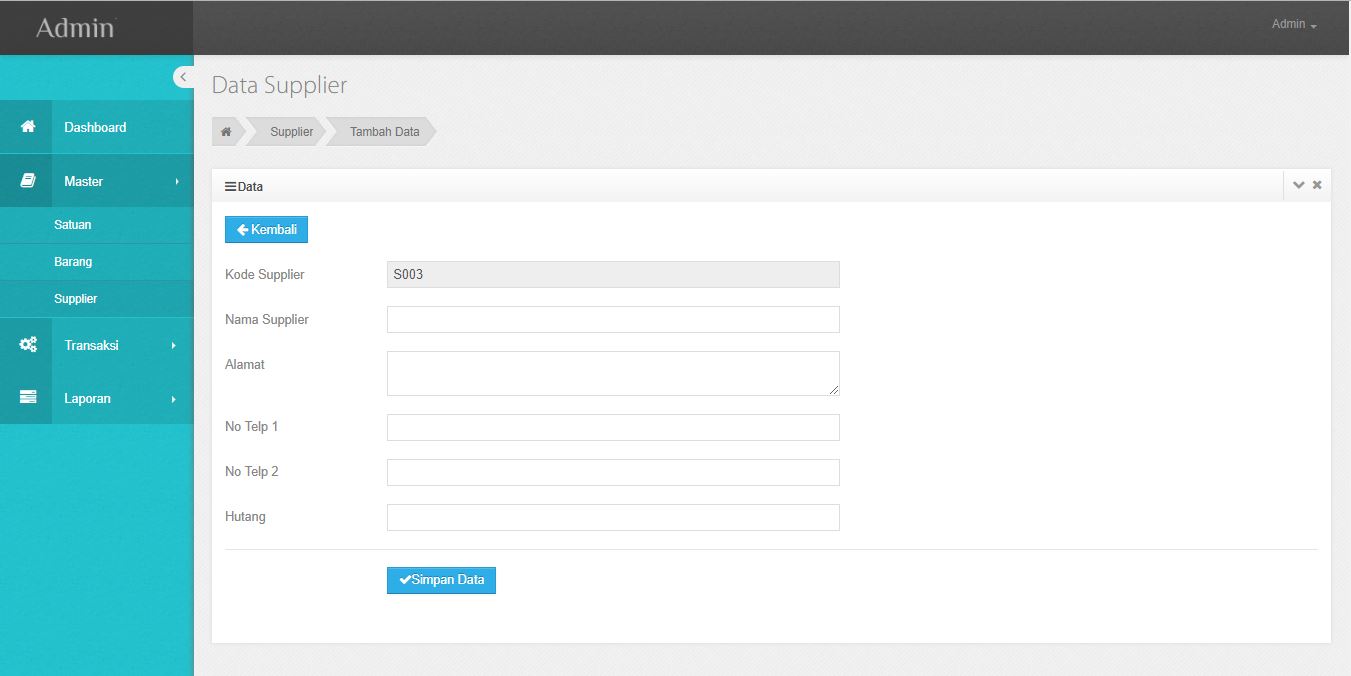 Admin
Admin
Data Supplier
Dashboard
Supplier
Tambah Data
Master
Data
Satuan
Kembali
Barang
Kode Supplier
S003
Supplier
Nama Supplier
Transaksi
Alamat
Laporan
No Telp 1
No Telp 2
Hutang
Simpan Data